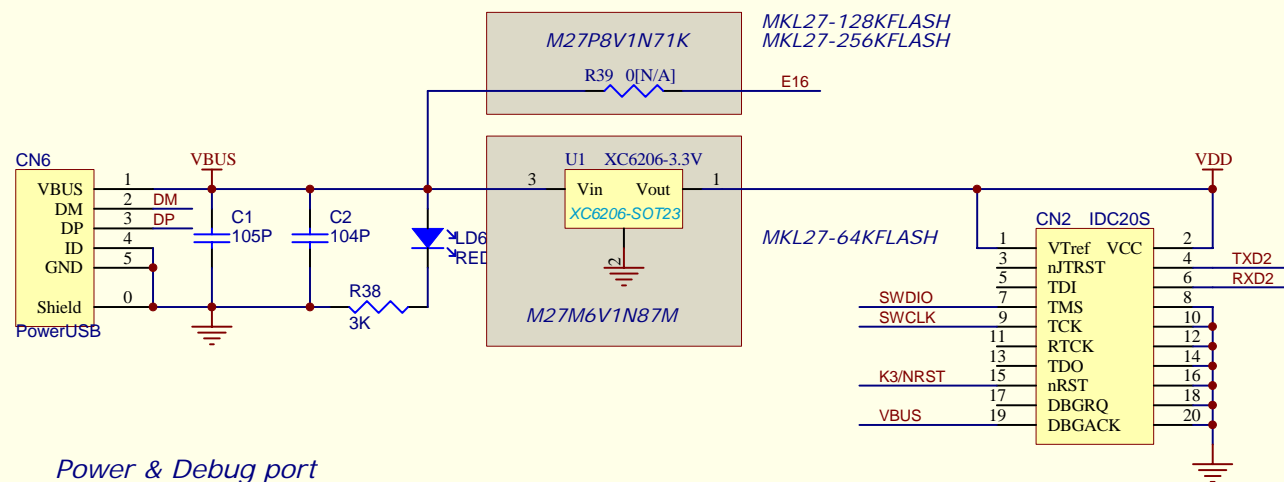 MKL27-128KFLASH
MKL27-256KFLASH
M27P8V1N71K
R39 0[N/A]
E16
CN6
VBUS
U1 XC6206-3.3V
VDD
VBUS 1
3 Vin Vout 1
DM 2 DM
XC6206-SOT23
DP 3 DP
C1
105P
C2
104P
LD6
RED
ID 4
GND 5
2
MKL27-64KFLASH
R38
3K
Shield 0
PowerUSB
M27M6V1N87M
CN2 IDC20S
1 VTref VCC 2
3 nJTRST 4 TXD2
5 TDI 6 RXD2
SWDIO 7 TMS 8
SWCLK 9 TCK 10
11 RTCK 12
13 TDO 14
K3/NRST 15 nRST 16
17 DBGRQ 18
VBUS 19 DBGACK 20
Power & Debug port